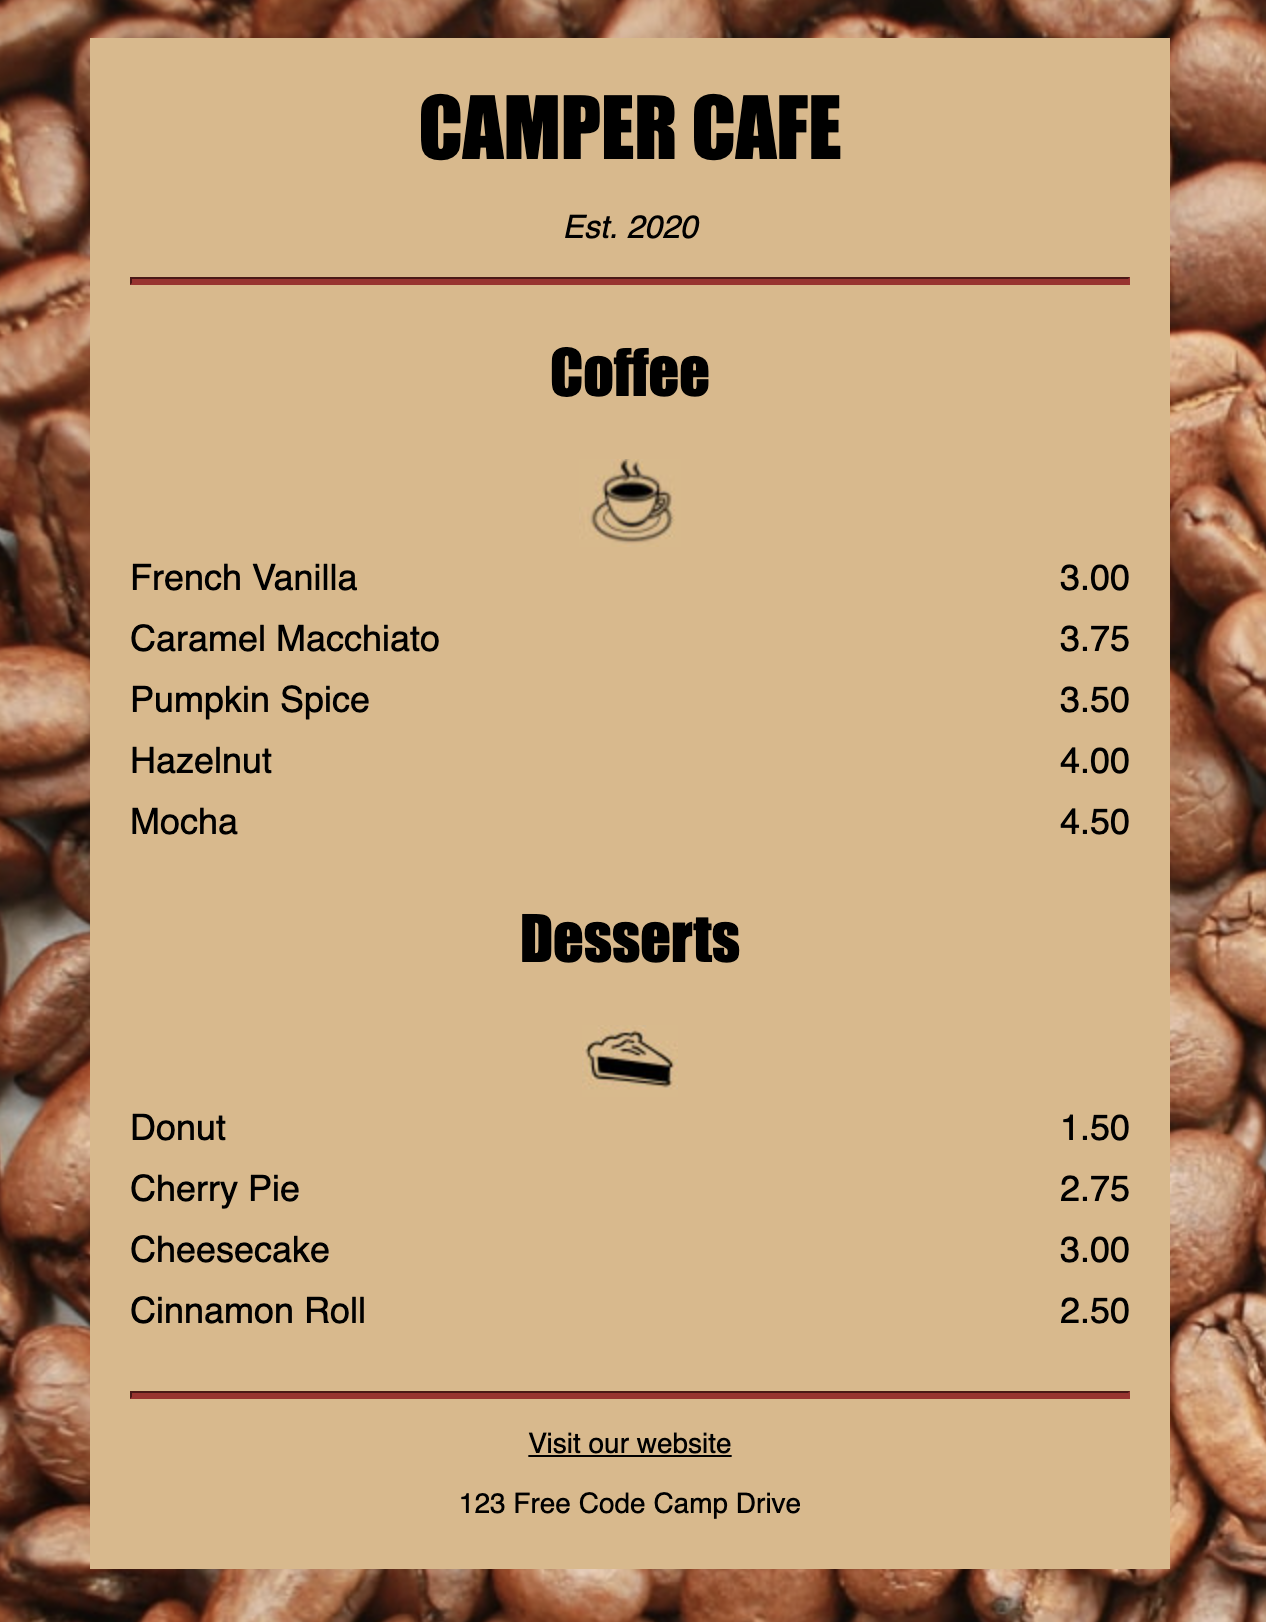 CAMPER CAFE
Est. 2020
Coffee
French Vanilla 3.00
Caramel Macchiato 3.75
Pumpkin Spice 3.50
Hazelnut 4.00
Mocha 4.50
Desserts
Donut 1.50
Cherry Pie 2.75
Cheesecake 3.00
Cinnamon Roll 2.50
Visit our website
123 Free Code Camp Drive